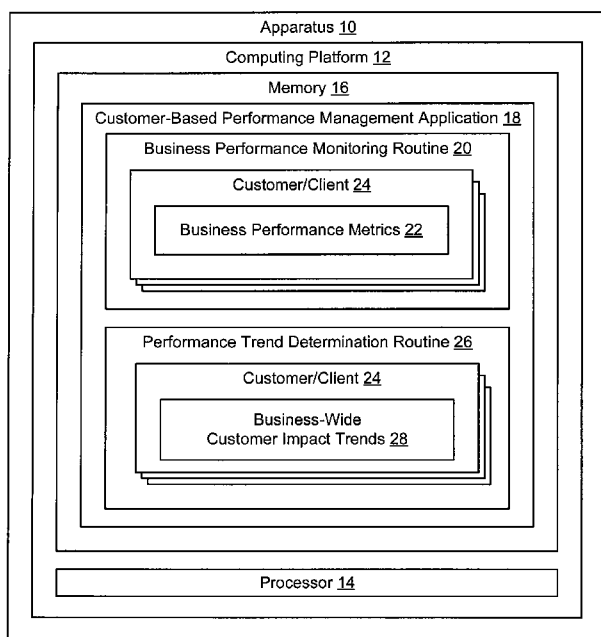 Apparatus 10
Computing Platform 12
Memory 16
Customer-Based Performance Management Application 18
Business Performance Monitoring Routine 20
Customer/Client 24
Business Performance Metrics 22
Performance Trend Determination Routine 26
Customer/Client 24
Business-Wide
Customer Impact Trends 28
Processor 14